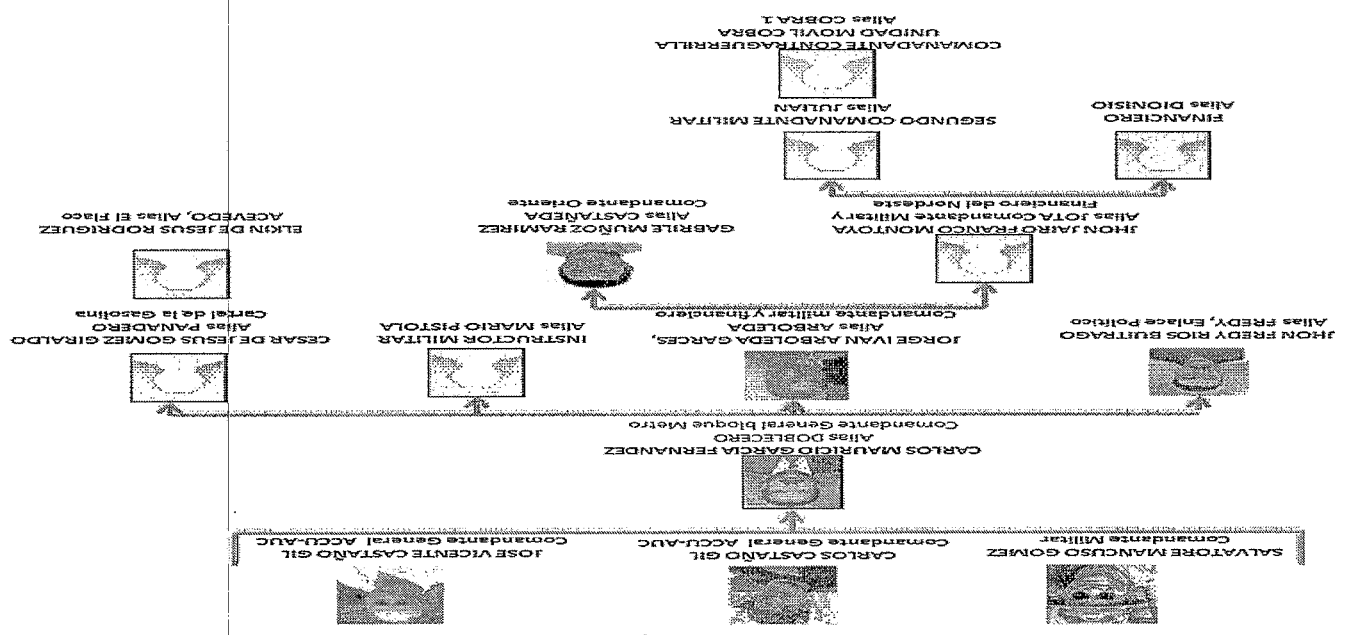 SALVATORE MANCUSO GOMEZ
Comandante Militar
CARLOS CASTAÑO GIL
Comandante General ACCU-AUC
JOSE VICENTE CASTAÑO GIL
Comandante General ACCU-AUC
CARLOS MAURICIO GARCIA FERNANDEZ
Alias DOBLECERO
Comandante General bloque Metro
JHON FREDY RIOS BUITRAGO
Alias FREDY, Enlace Político
JORGE IVAN ARBOLEDA GARCES,
Alias ARBOLEDA
Comandante military financiero
INSTRUCTOR MILITAR
Alias MARIO PISTOLA
CESAR DE JESUS GOMEZ GIRALDO
Alias PANADERO
Cartel de la Gasolina
JHON JAIRO FRANCO MONTOYA
Alias JOTA Comandante Military
Financiero del Nordeste
GABRILE MUÑOZ RAMIREZ
Alias CASTAÑEDA
Comandante Oriente
ELKIN DE JESUS RODRIGUEZ
ACEVEDO, Alias El Flaco
FINANCIERO
Alias DIONISIO
SEGUNDO COMANADNTE MILITAR
Alias JULIAN
COMANADANTE CONTRAGUERRILLA
UNIDAD MOVIL COBRA
Alias COBRA 1